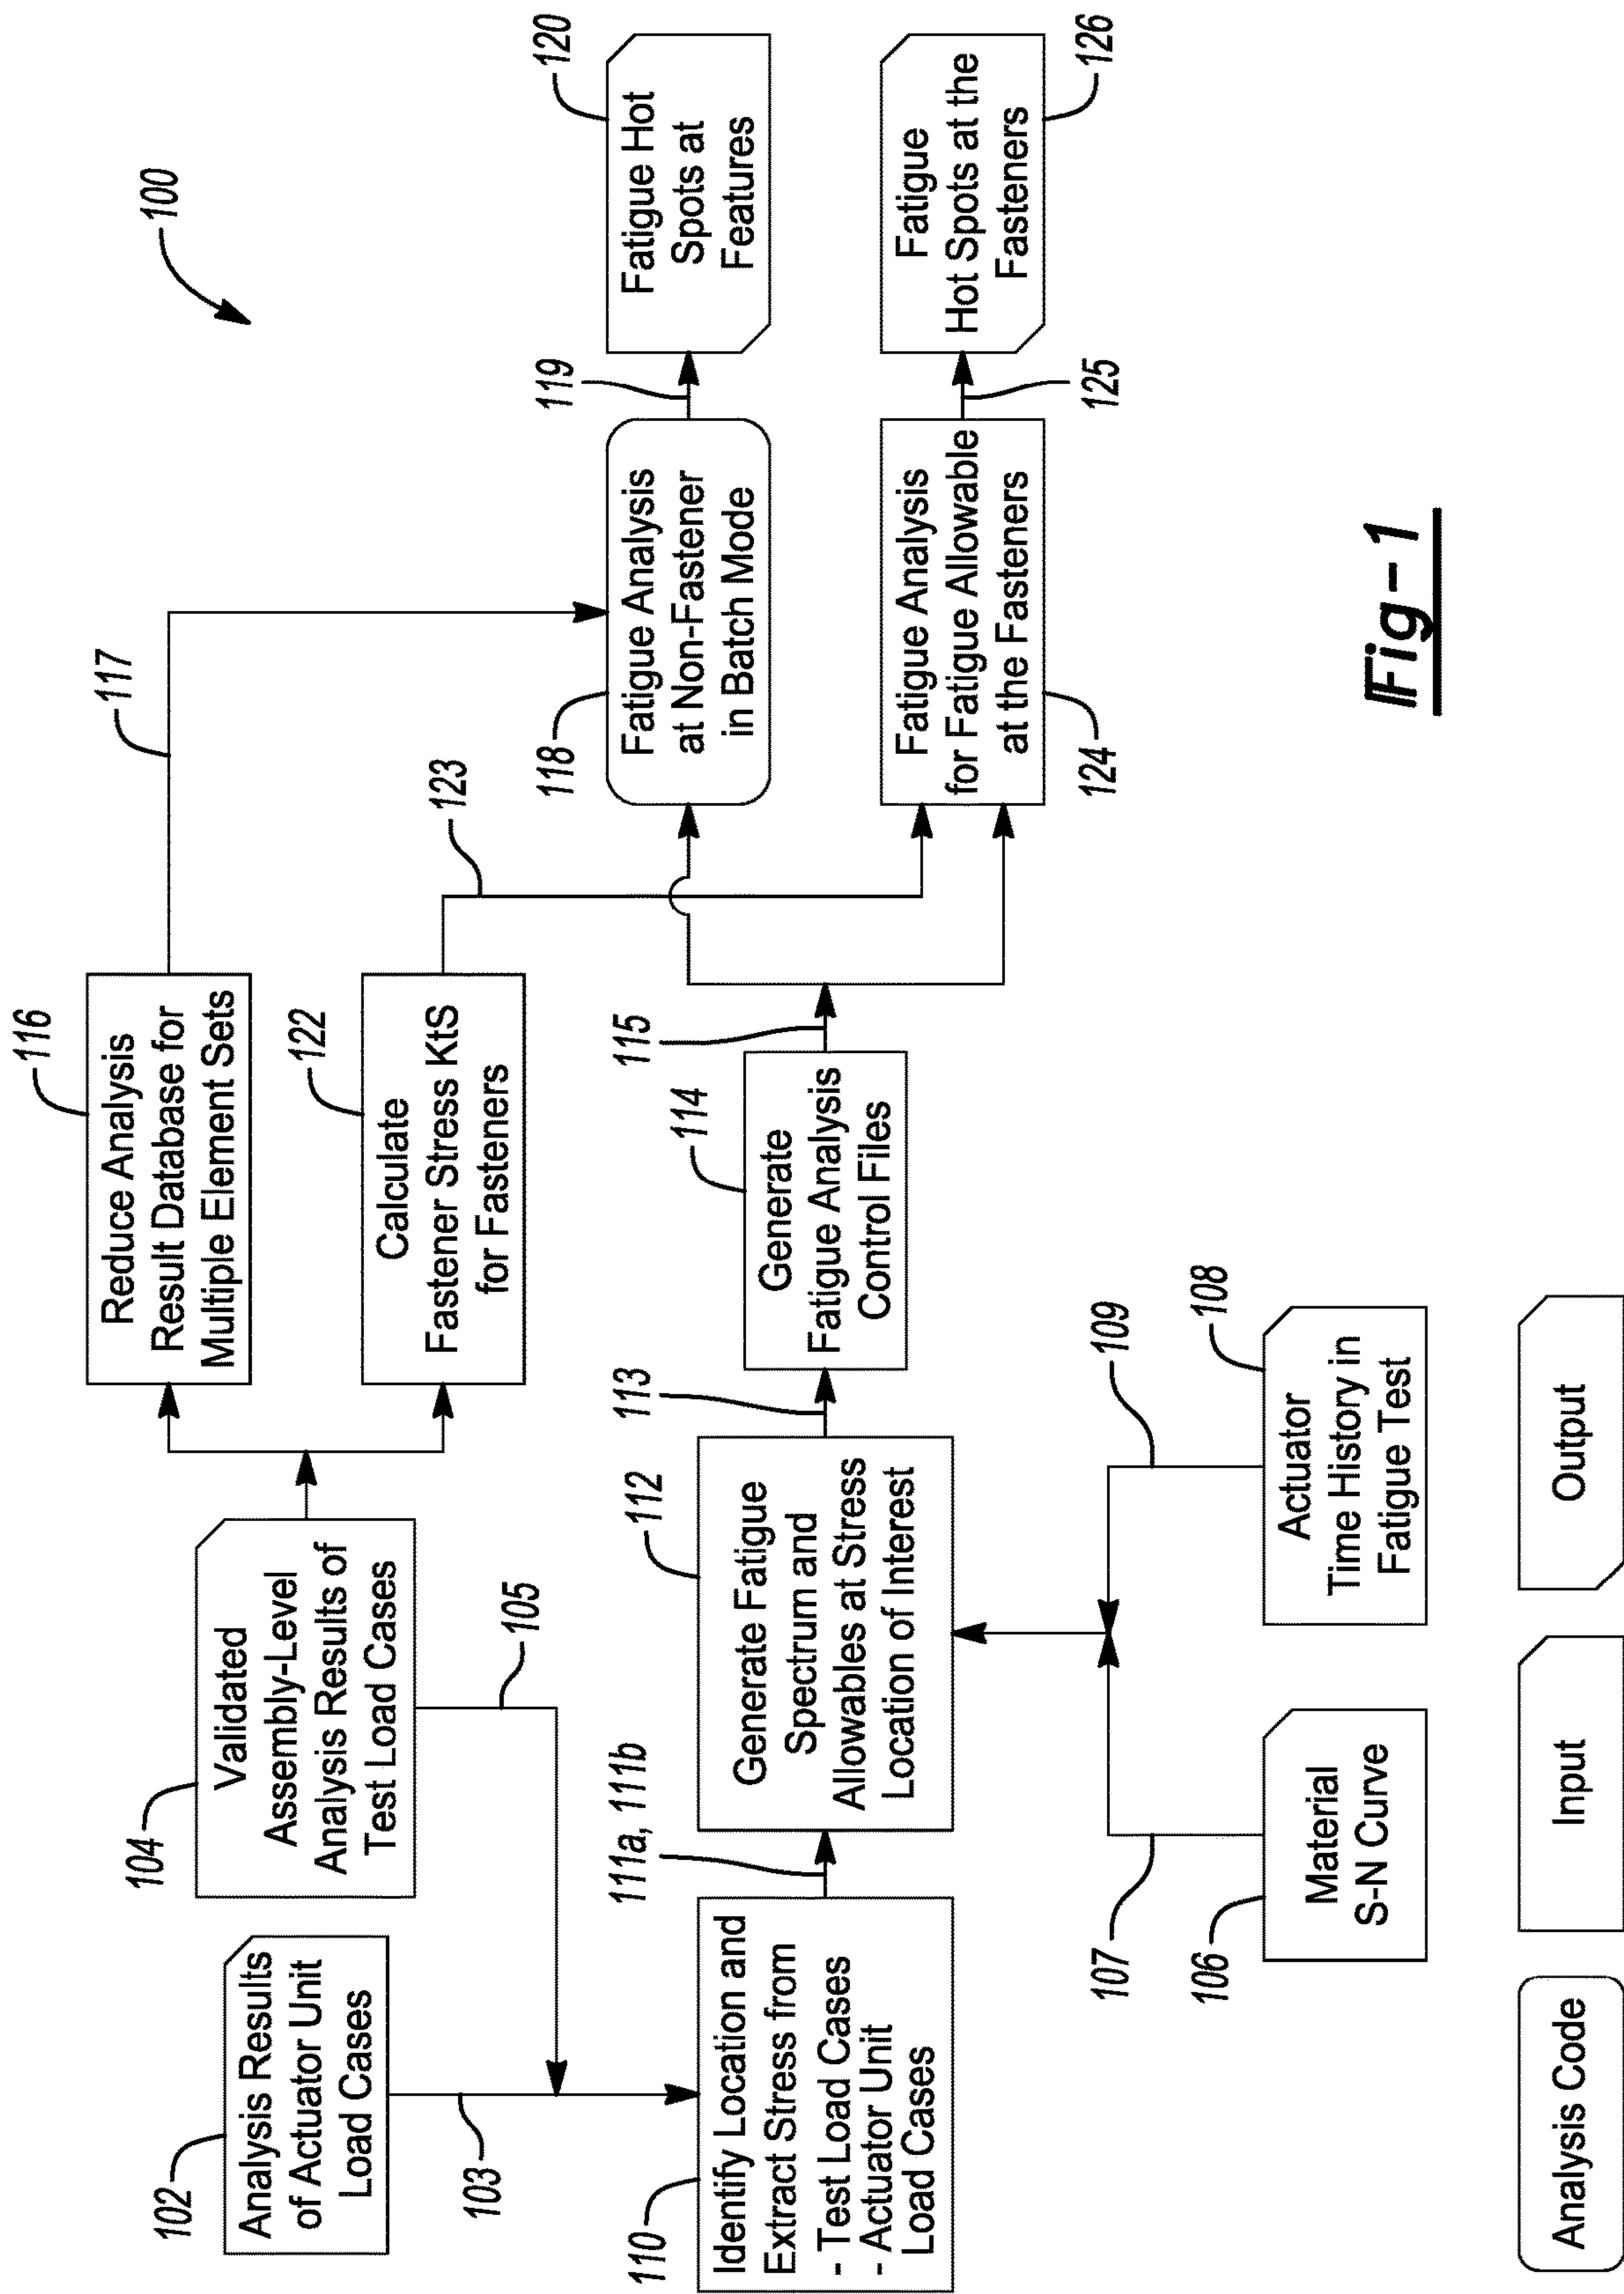 100
102
Analysis Results
of Actuator Unit
Load Cases
103
104
Validated
Assembly-Level
Analysis Results of
Test Load Cases
105
116
Reduce Analysis
Result Database for
Multiple Element Sets
117
122
Calculate
Fastener Stress KtS
for Fasteners
123
110
Identify Location and
Extract Stress from
- Test Load Cases
- Actuator Unit
Load Cases
111a, 111b
112
Generate Fatigue
Spectrum and
Allowables at Stress
Location of Interest
113
114
Generate
Fatigue Analysis
Control Files
115
118
Fatigue Analysis
at Non-Fastener
in Batch Mode
119
120
Fatigue Hot
Spots at
Features
124
Fatigue Analysis
for Fatigue Allowable
at the Fasteners
125
126
Fatigue
Hot Spots at the
Fasteners
106
Material
S-N Curve
107
108
Actuator
Time History in
Fatigue Test
109
Analysis Code
Input
Output
Fig-1